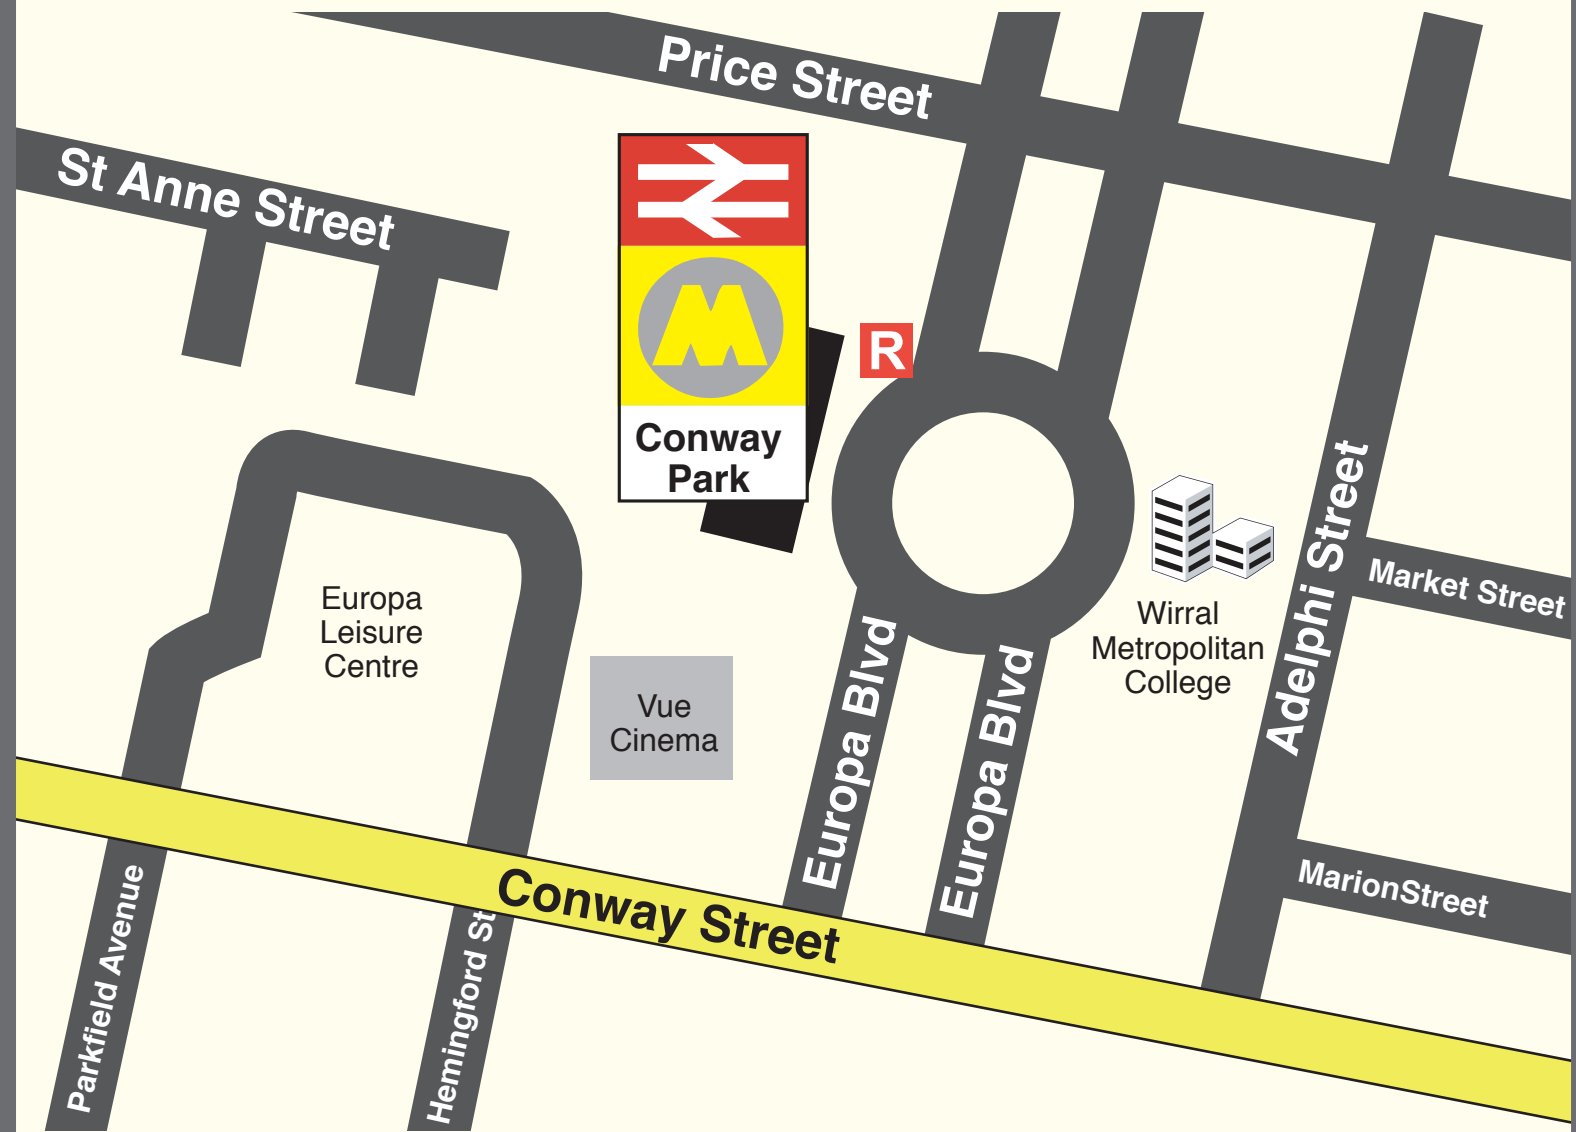 Price Street
St Anne Street
M
R
Conway
Park
Europa
Leisure
Centre
Vue
Cinema
Wirral
Metropolitan
College
Adelphi Street
Market Street
Europa Blvd
Europa Blvd
MarionStreet
Conway Street
Parkfield Avenue
Hemingford St